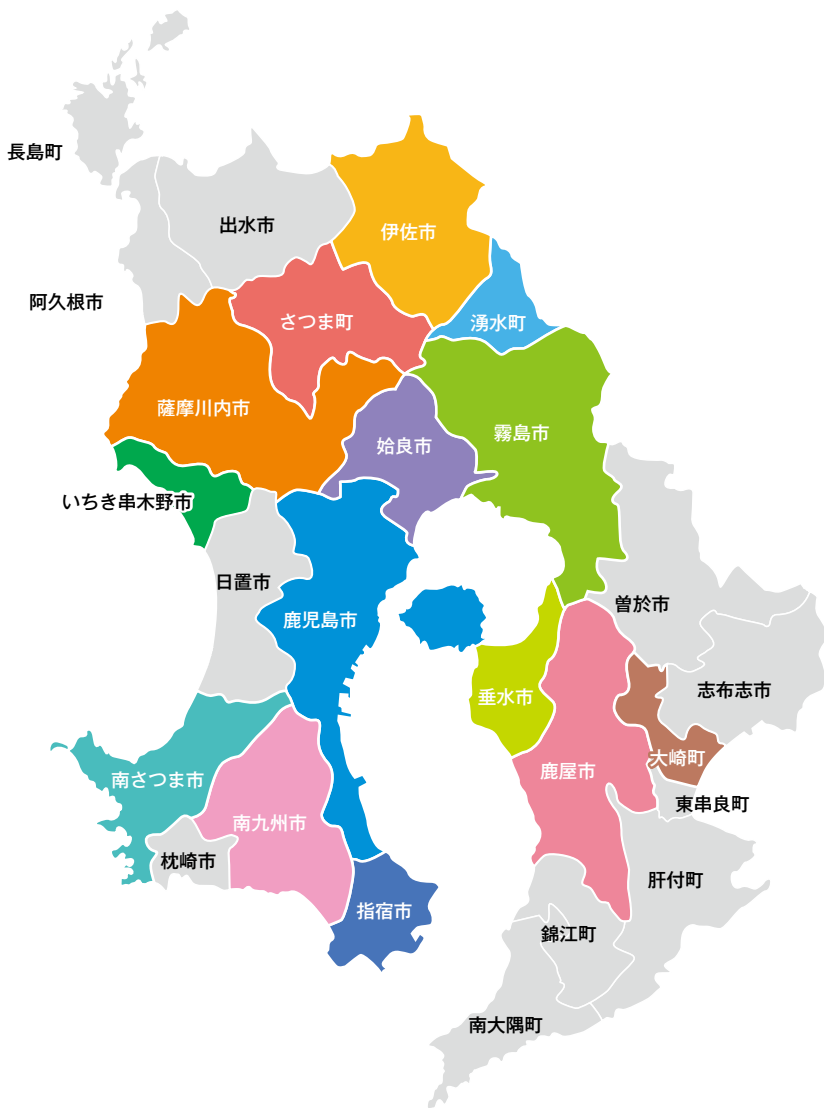 長島町
出水市
伊佐市
阿久根市
さつま町
湧水町
薩摩川内市
姶良市
霧島市
いちき串木野市
日置市
鹿児島市
曽於市
垂水市
志布志市
南さつま市
鹿屋市
大崎町
東串良町
南九州市
枕崎市
肝付町
指宿市
錦江町
南大隅町